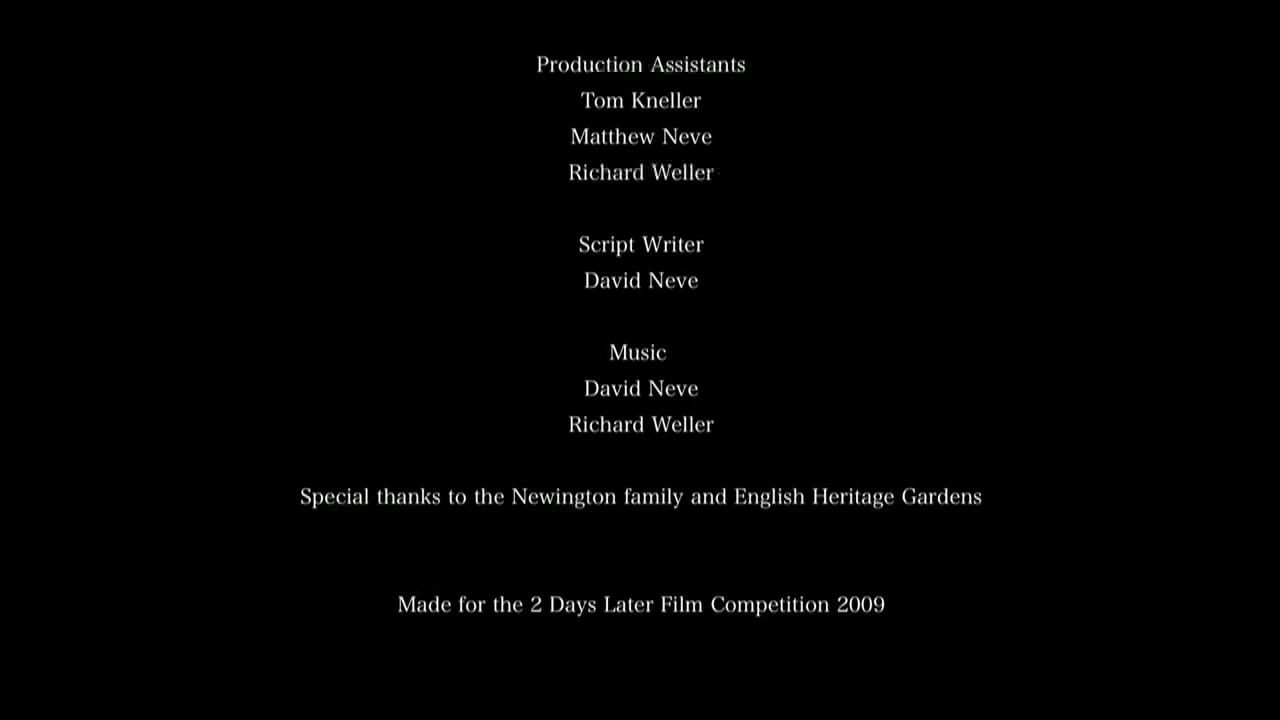 Production Assistants
Tom Kneller
Matthew Neve
Richard Weller
Script Writer
David Neve
Music
David Neve
Richard Weller
Special thanks to the Newington family and English Heritage Gardens
Made for the 2 Days Later Film Competition 2009